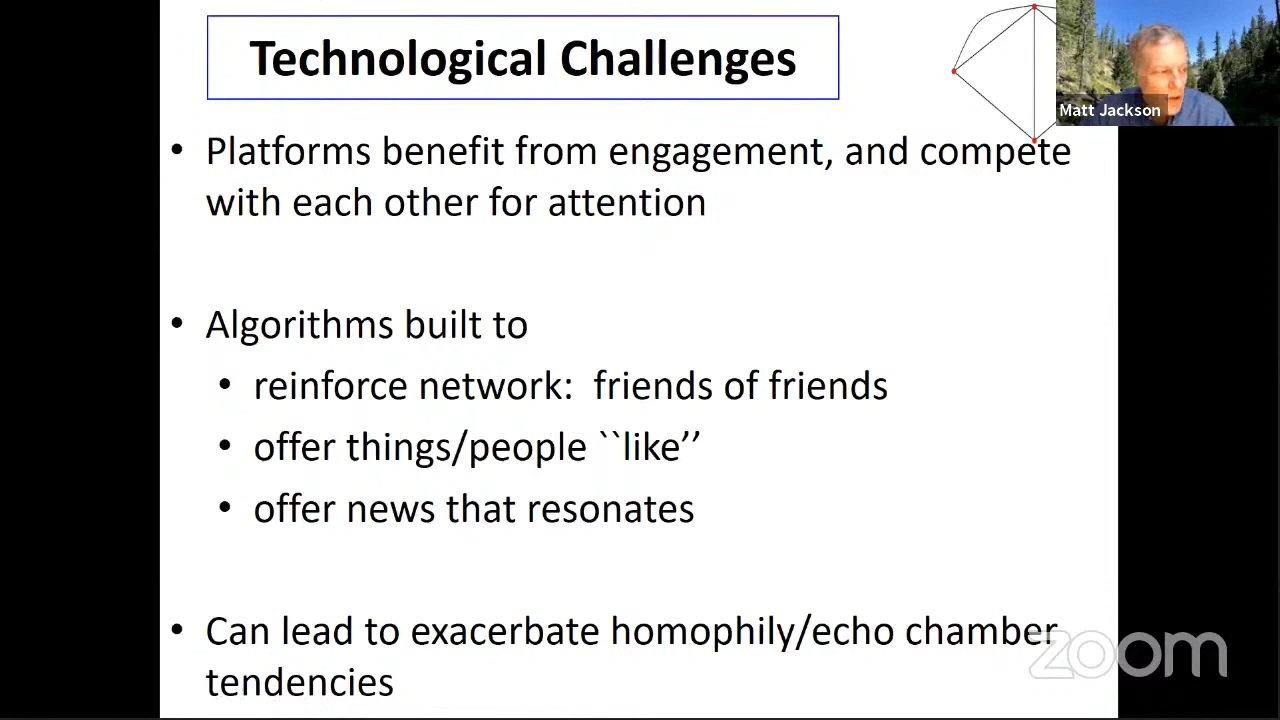 Technological Challenges
Matt Jackson
• Platforms benefit from engagement, and compete
with each other for attention
• Algorithms built to
• reinforce network:  friends of friends
• offer things/people ``like’’
• offer news that resonates
• Can lead to exacerbate homophily/echo chamber
tendencies
zoom